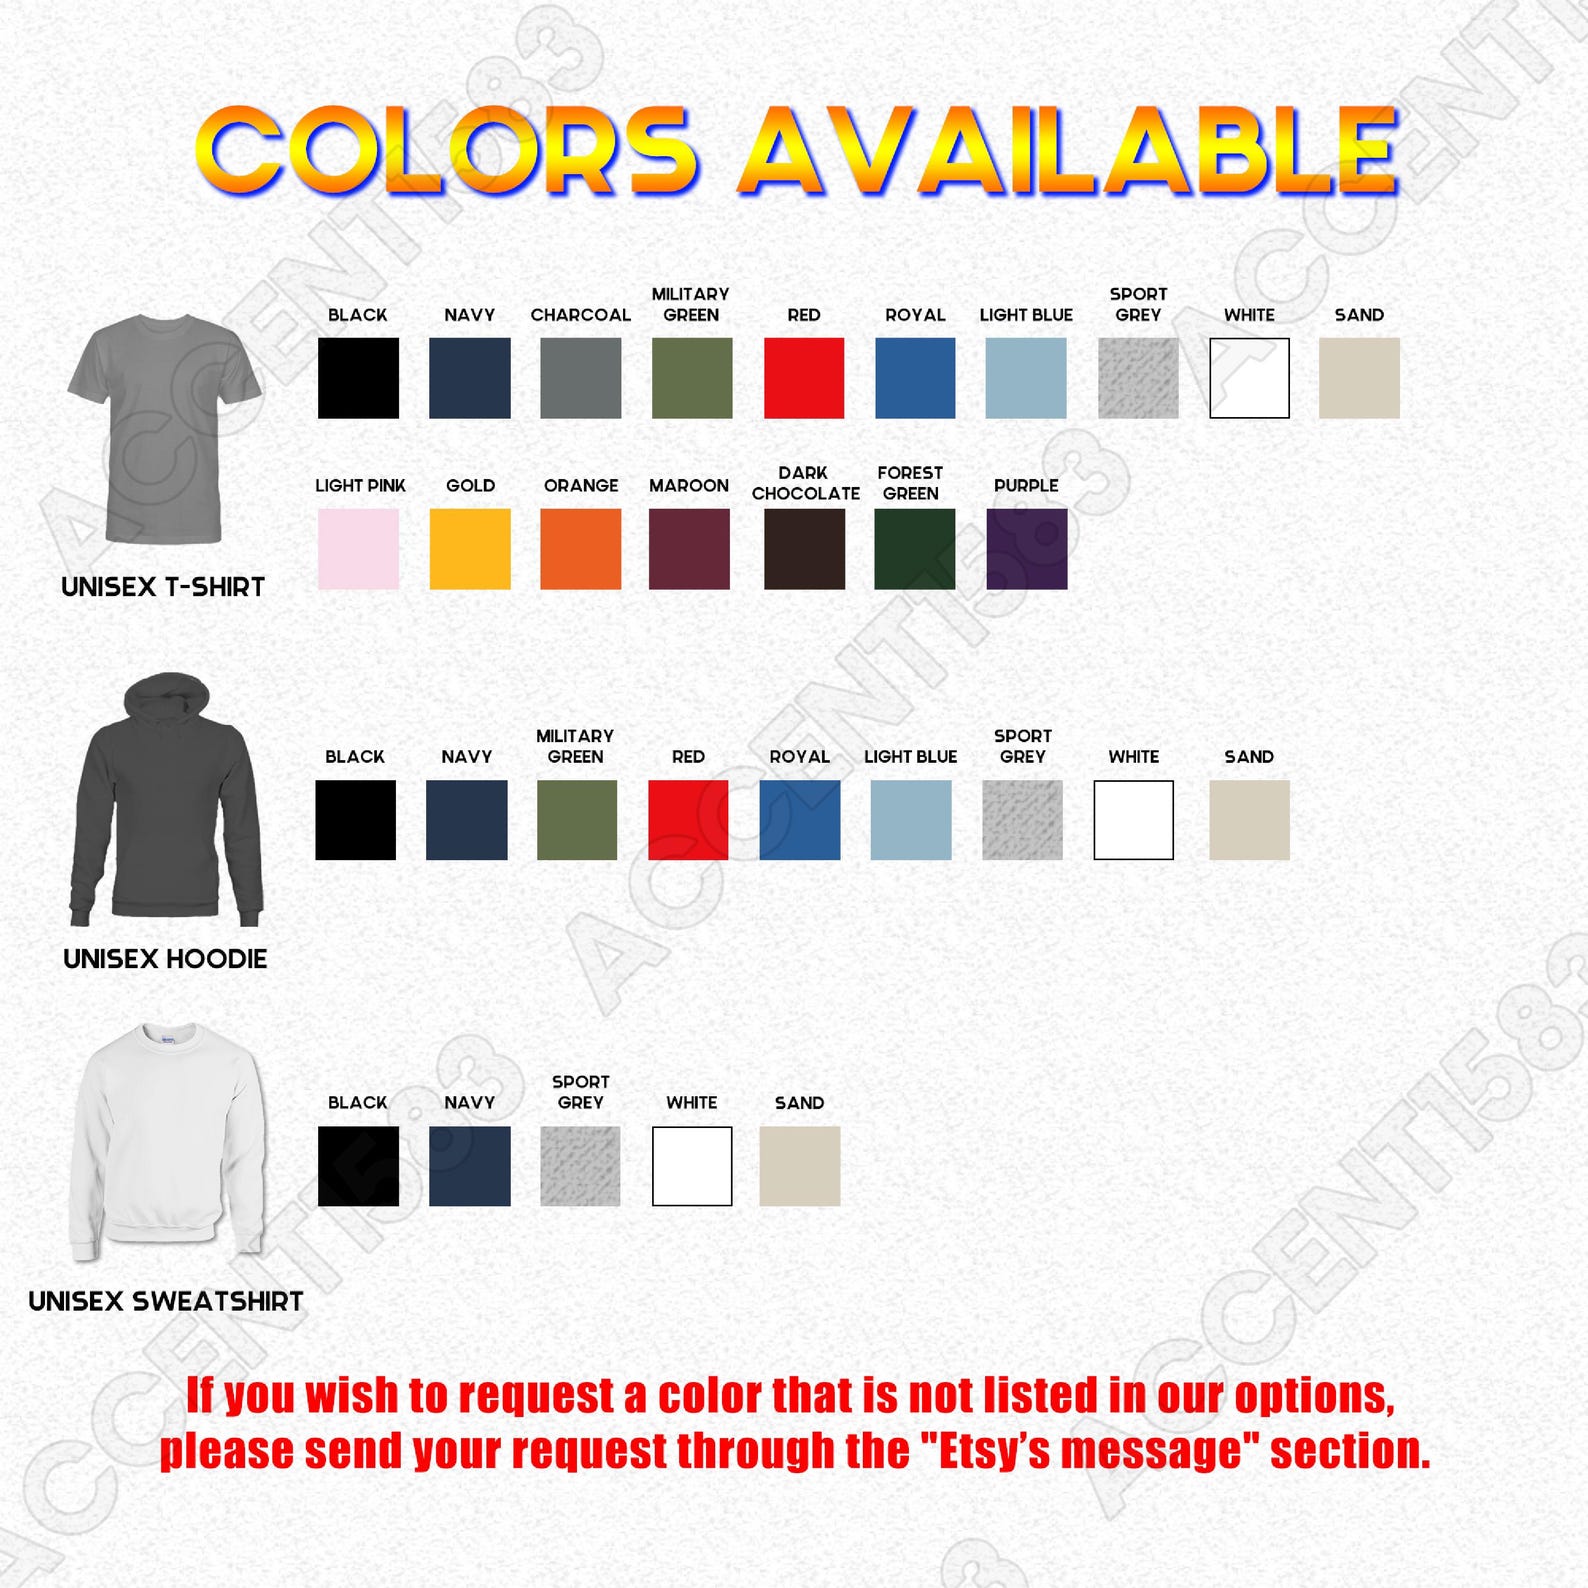 COLORS AVAILABLE
BLACK NAVY CHARCOAL MILITARY GREEN RED ROYAL LIGHT BLUE SPORT GREY WHITE SAND
LIGHT PINK GOLD ORANGE MAROON DARK CHOCOLATE FOREST GREEN PURPLE
UNISEX T-SHIRT
BLACK NAVY MILITARY GREEN RED ROYAL LIGHT BLUE SPORT GREY WHITE SAND
UNISEX HOODIE
BLACK NAVY SPORT GREY WHITE SAND
UNISEX SWEATSHIRT
If you wish to request a color that is not listed in our options,
please send your request through the "Etsy's message" section.
ACCENT1583
ACCENT1583
ACCENT1583
ACCENT1583
ACCENT1583